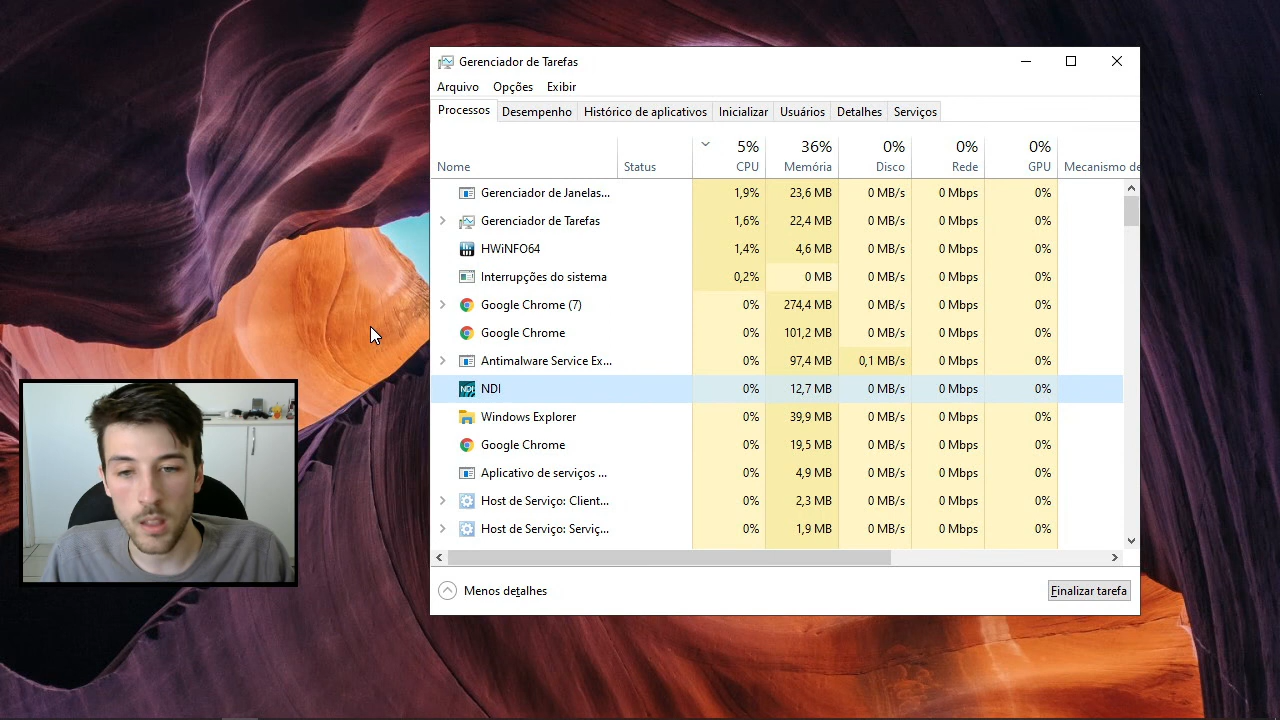 Gerenciador de Tarefas
Arquivo Opções Exibir
Processos Desempenho Histórico de aplicativos Inicializar Usuários Detalhes Serviços
5% 36% 0% 0% 0%
Nome Status CPU Memória Disco Rede GPU Mecanismo de
Gerenciador de Janelas... 1,9% 23,6 MB 0 MB/s 0 Mbps 0%
Gerenciador de Tarefas 1,6% 22,4 MB 0 MB/s 0 Mbps 0%
HWiNFO64 1,4% 4,6 MB 0 MB/s 0 Mbps 0%
Interrupções do sistema 0,2% 0 MB 0 MB/s 0 Mbps 0%
Google Chrome (7) 0% 274,4 MB 0 MB/s 0 Mbps 0%
Google Chrome 0% 101,2 MB 0 MB/s 0 Mbps 0%
Antimalware Service Ex... 0% 97,4 MB 0,1 MB/s 0 Mbps 0%
NDI NDI 0% 12,7 MB 0 MB/s 0 Mbps 0%
Windows Explorer 0% 39,9 MB 0 MB/s 0 Mbps 0%
Google Chrome 0% 19,5 MB 0 MB/s 0 Mbps 0%
Aplicativo de serviços ... 0% 4,9 MB 0 MB/s 0 Mbps 0%
Host de Serviço: Client... 0% 2,3 MB 0 MB/s 0 Mbps 0%
Host de Serviço: Serviç... 0% 1,9 MB 0 MB/s 0 Mbps 0%
Menos detalhes Finalizar tarefa